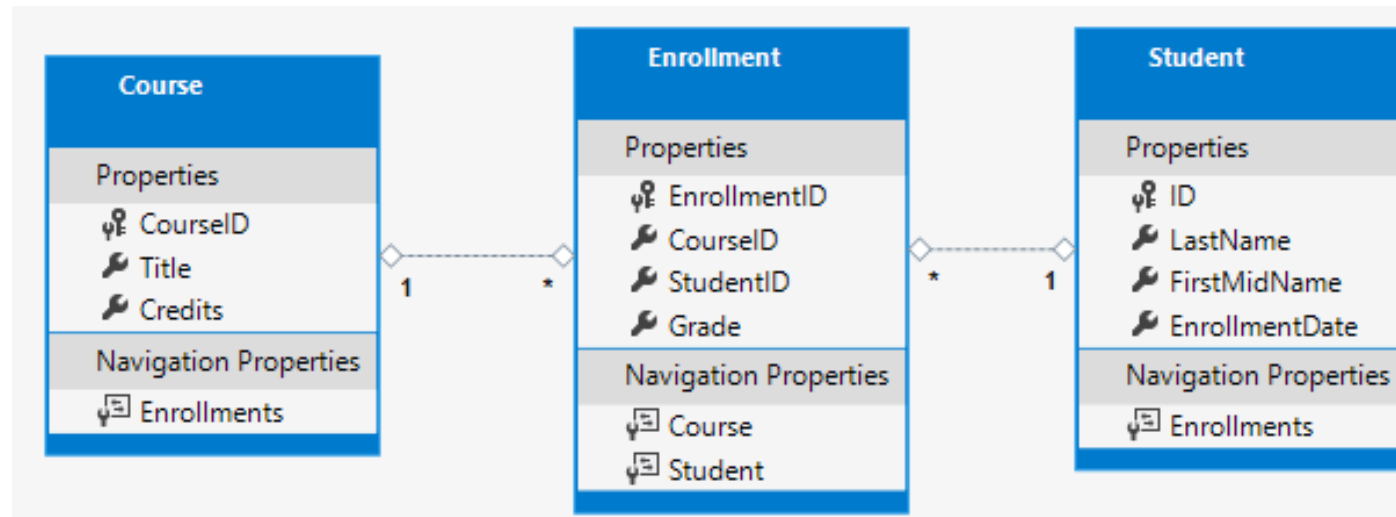 Course
Properties
CourseID
Title
Credits
Navigation Properties
Enrollments
1
*
Enrollment
Properties
EnrollmentID
CourseID
StudentID
Grade
Navigation Properties
Course
Student
*
1
Student
Properties
ID
LastName
FirstMidName
EnrollmentDate
Navigation Properties
Enrollments